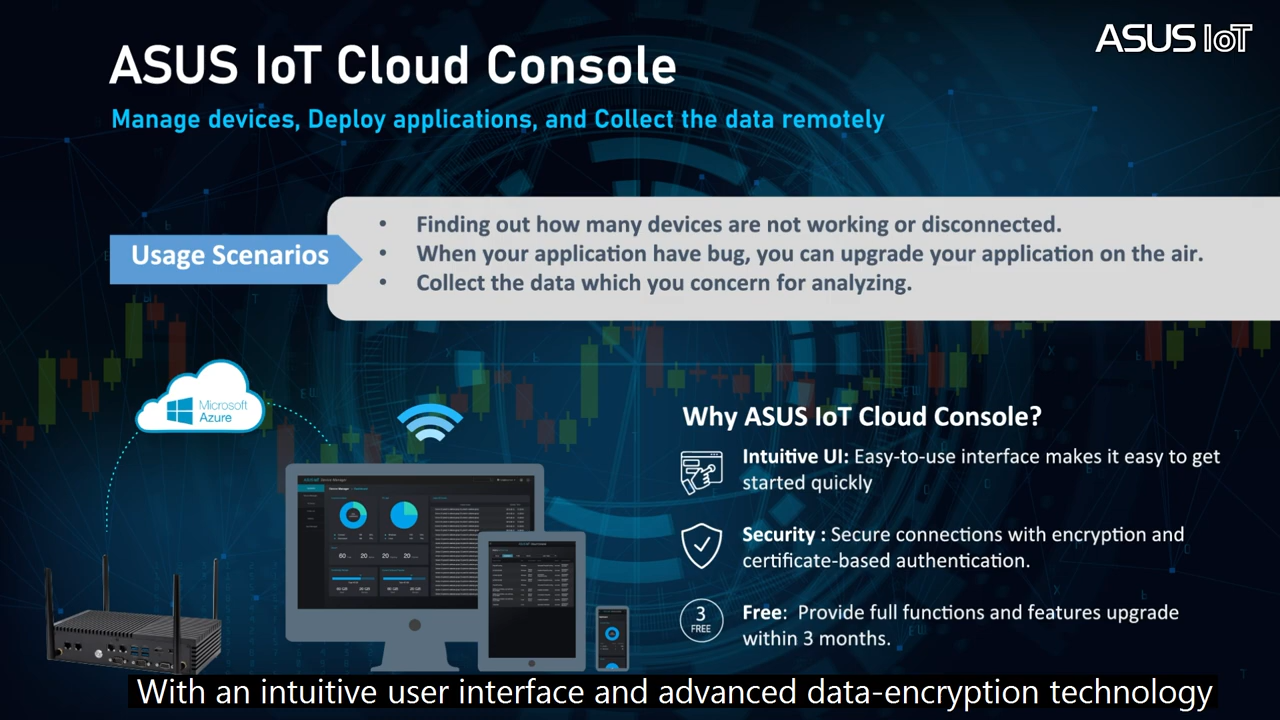 ASUS IoT
ASUS IoT Cloud Console
Manage devices, Deploy applications, and Collect the data remotely
Usage Scenarios
• Finding out how many devices are not working or disconnected.
• When your application have bug, you can upgrade your application on the air.
• Collect the data which you concern for analyzing.
Microsoft
Azure
Why ASUS IoT Cloud Console?
Intuitive UI: Easy-to-use interface makes it easy to get
started quickly
Security : Secure connections with encryption and
certificate-based authentication.
3
FREE
Free: Provide full functions and features upgrade
within 3 months.
With an intuitive user interface and advanced data-encryption technology